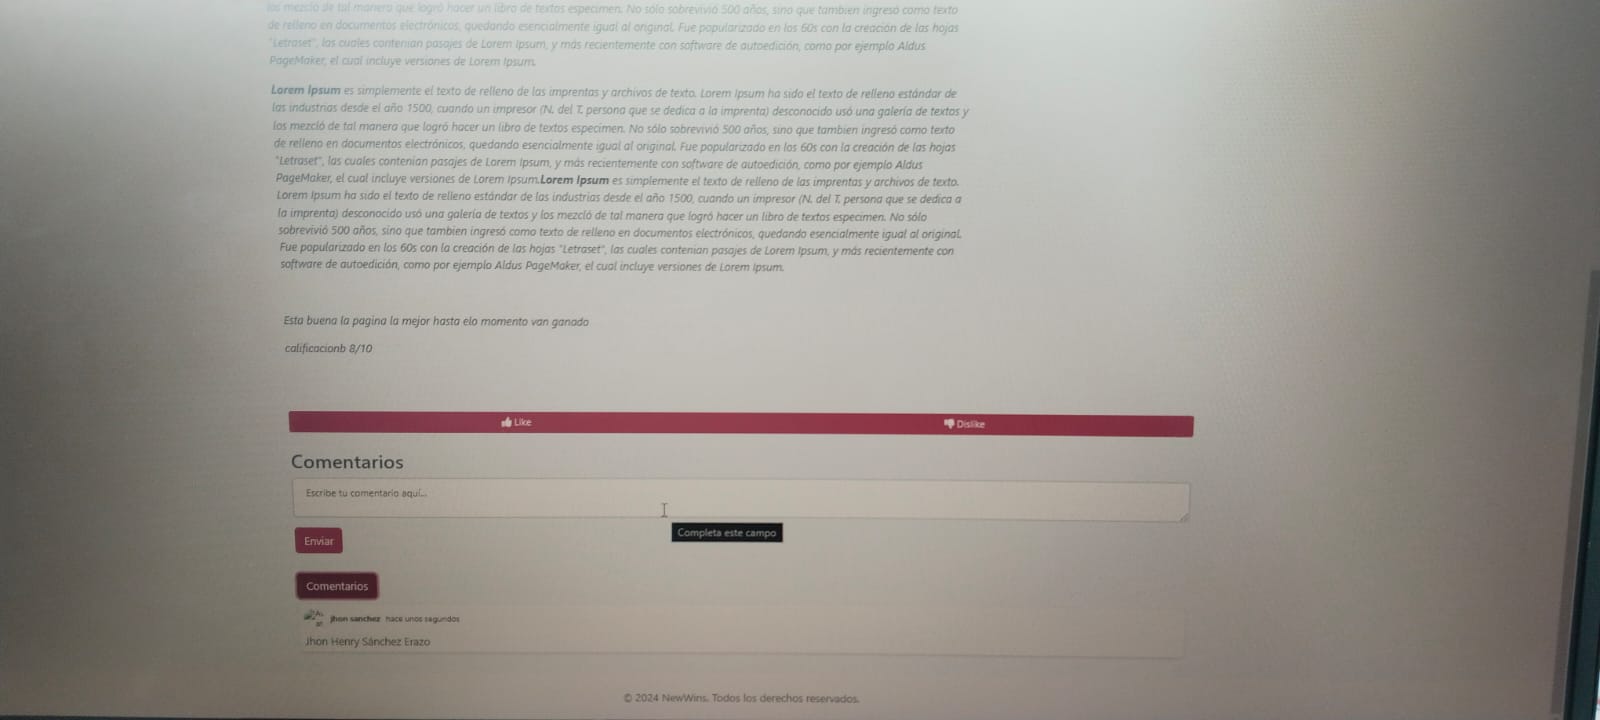 los mezcló de tal manera que logró hacer un libro de textos especimen. No sólo sobrevivió 500 años, sino que tambien ingresó como texto
de relleno en documentos electrónicos, quedando esencialmente igual al original. Fue popularizado en los 60s con la creación de las hojas
"Letraset", las cuales contenian pasajes de Lorem Ipsum, y más recientemente con software de autoedición, como por ejemplo Aldus
PageMaker, el cual incluye versiones de Lorem Ipsum.
Lorem Ipsum es simplemente el texto de relleno de las imprentas y archivos de texto. Lorem Ipsum ha sido el texto de relleno estándar de
las industrias desde el año 1500, cuando un impresor (N. del T. persona que se dedica a la imprenta) desconocido usó una galería de textos y
los mezcló de tal manera que logró hacer un libro de textos especimen. No sólo sobrevivió 500 años, sino que tambien ingresó como texto
de relleno en documentos electrónicos, quedando esencialmente igual al original. Fue popularizado en los 60s con la creación de las hojas
"Letraset", las cuales contenian pasajes de Lorem Ipsum, y más recientemente con software de autoedición, como por ejemplo Aldus
PageMaker, el cual incluye versiones de Lorem Ipsum.Lorem Ipsum es simplemente el texto de relleno de las imprentas y archivos de texto.
Lorem Ipsum ha sido el texto de relleno estándar de las industrias desde el año 1500, cuando un impresor (N. del T. persona que se dedica a
la imprenta) desconocido usó una galería de textos y los mezcló de tal manera que logró hacer un libro de textos especimen. No sólo
sobrevivió 500 años, sino que tambien ingresó como texto de relleno en documentos electrónicos, quedando esencialmente igual al original.
Fue popularizado en los 60s con la creación de las hojas "Letraset", las cuales contenian pasajes de Lorem Ipsum, y más recientemente con
software de autoedición, como por ejemplo Aldus PageMaker, el cual incluye versiones de Lorem Ipsum.
Esta buena la pagina la mejor hasta elo momento van ganado
calificacionb 8/10
Like
Dislike
Comentarios
Escribe tu comentario aquí...
Completa este campo
Enviar
Comentarios
jhon sanchez hace unos segundos
Jhon Henry Sánchez Erazo
© 2024 NewWins. Todos los derechos reservados.